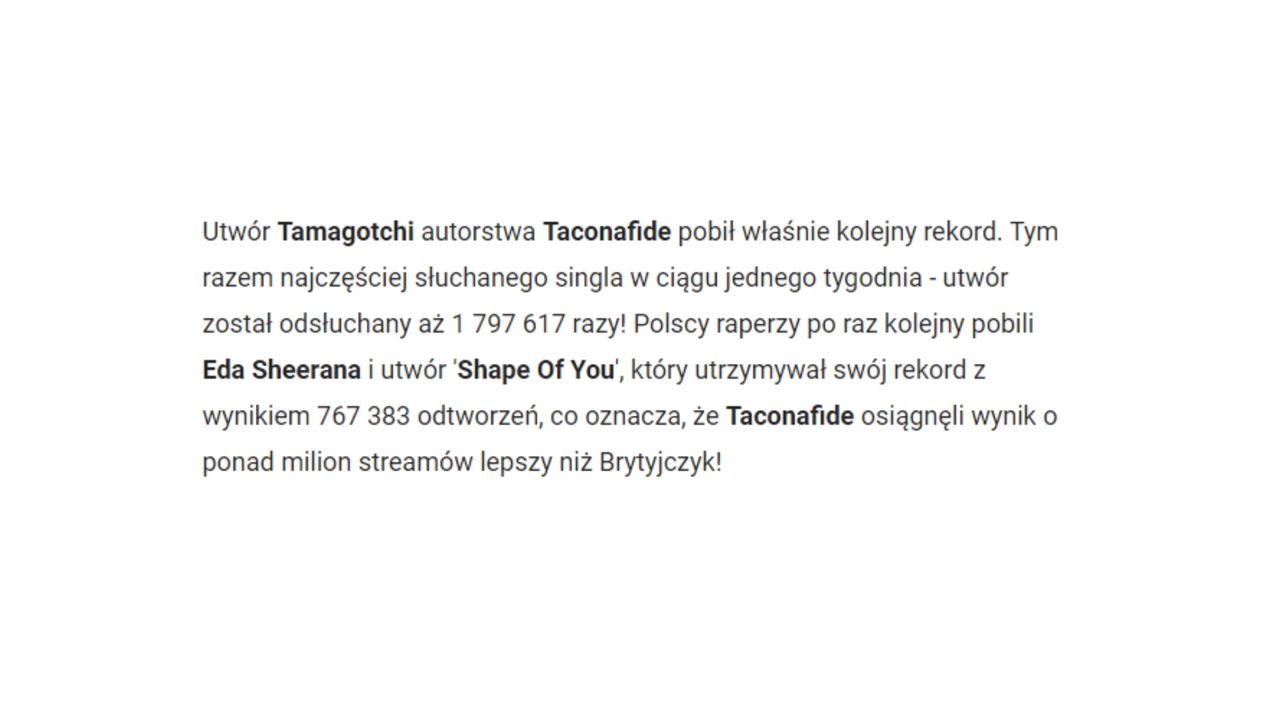 Utwór Tamagotchi autorstwa Taconafide pobił właśnie kolejny rekord. Tym
razem najczęściej słuchanego singla w ciągu jednego tygodnia - utwór
został odsłuchany aż 1 797 617 razy! Polscy raperzy po raz kolejny pobili
Eda Sheerana i utwór 'Shape Of You', który utrzymywał swój rekord z
wynikiem 767 383 odtworzeń, co oznacza, że Taconafide osiągnęli wynik o
ponad milion streamów lepszy niż Brytyjczyk!